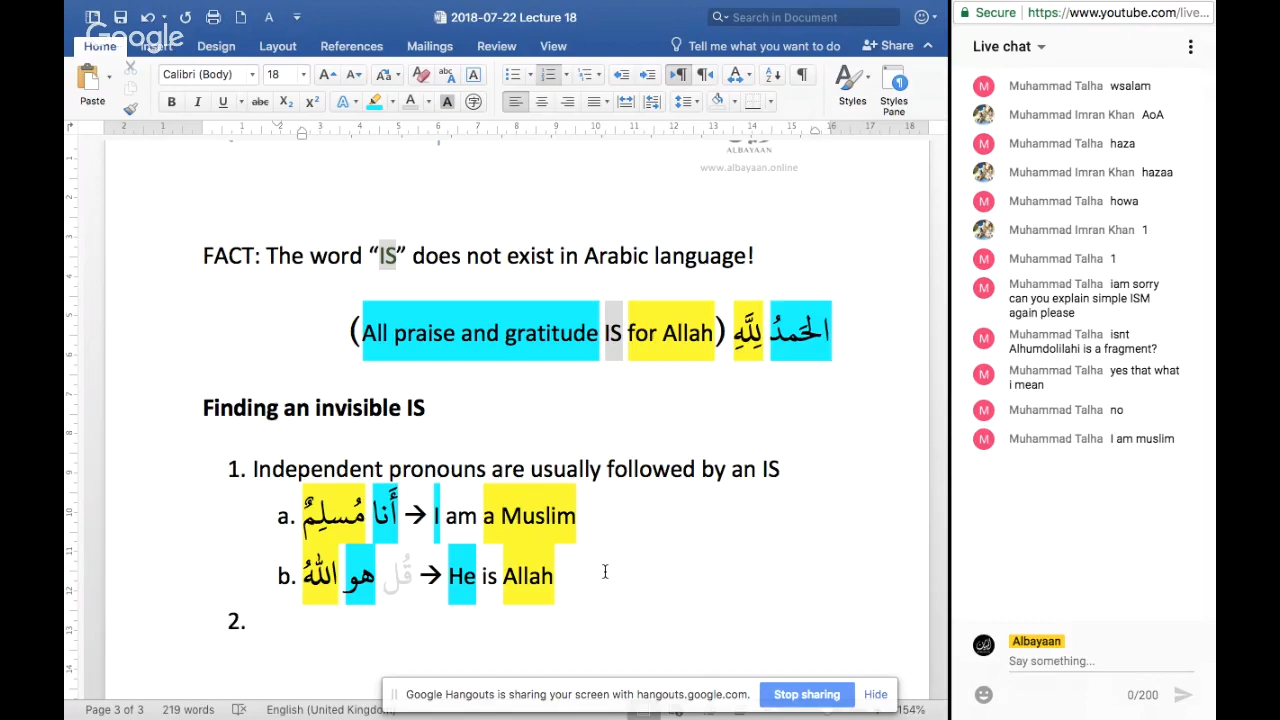 2018-07-22 Lecture 18
Search in Document
Google
Home
Insert
Design
Layout
References
Mailings
Review
View
Tell me what you want to do
Share
Paste
Calibri (Body)
18
Styles
Styles Pane
ALBAYAAN
www.albayaan.online
FACT: The word “IS” does not exist in Arabic language!
(All praise and gratitude IS for Allah) الحَمدُ لِلَّهِ
Finding an invisible IS
1. Independent pronouns are usually followed by an IS
a. أَنا مُسلِمٌ → I am a Muslim
b. قُل هو اللهُ → He is Allah
2.
Google Hangouts is sharing your screen with hangouts.google.com.
Stop sharing
Hide
Page 3 of 3
219 words
English (United Kingdom)
154%
Secure
https://www.youtube.com/live...
Live chat
Muhammad Talha wsalam
Muhammad Imran Khan AoA
Muhammad Talha haza
Muhammad Imran Khan hazaa
Muhammad Talha howa
Muhammad Imran Khan 1
Muhammad Talha 1
Muhammad Talha iam sorry
can you explain simple ISM
again please
Muhammad Talha isnt
Alhumdolilahi is a fragment?
Muhammad Talha yes that what
i mean
Muhammad Talha no
Muhammad Talha I am muslim
Albayaan
Say something...
0/200